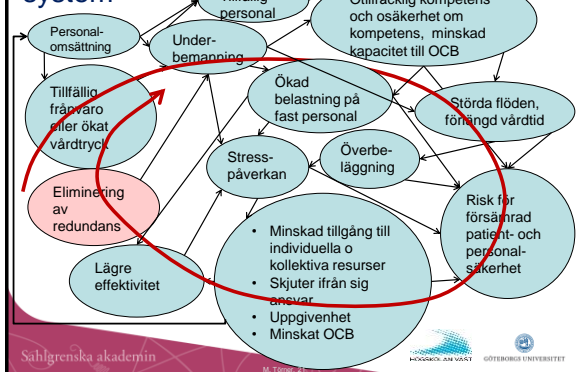 system
Tillfällig
personal
Otillräcklig kompetens
och osäkerhet om
kompetens, minskad
kapacitet till OCB
Personal-
omsättning
Under-
bemanning
Tillfällig
frånvaro
eller ökat
vårdtryck
Ökad
belastning på
fast personal
Störda flöden,
förlängd vårdtid
Överbe-
läggning
Stress-
påverkan
Eliminering
av
redundans
Risk för
försämrad
patient- och
personal-
säkerhet
• Minskad tillgång till
individuella o
kollektiva resurser
• Skjuter ifrån sig
ansvar
• Uppgivenhet
• Minskat OCB
Lägre
effektivitet
Sahlgrenska akademin
M. Törner,
HÖGSKOLAN VÄST
GÖTEBORGS UNIVERSITET